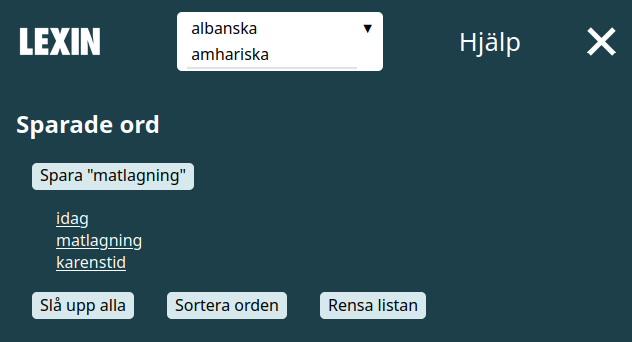 LEXIN
albanska ▼
amhariska
Hjälp
Sparade ord
Spara "matlagning"
idag
matlagning
karenstid
Slå upp alla
Sortera orden
Rensa listan